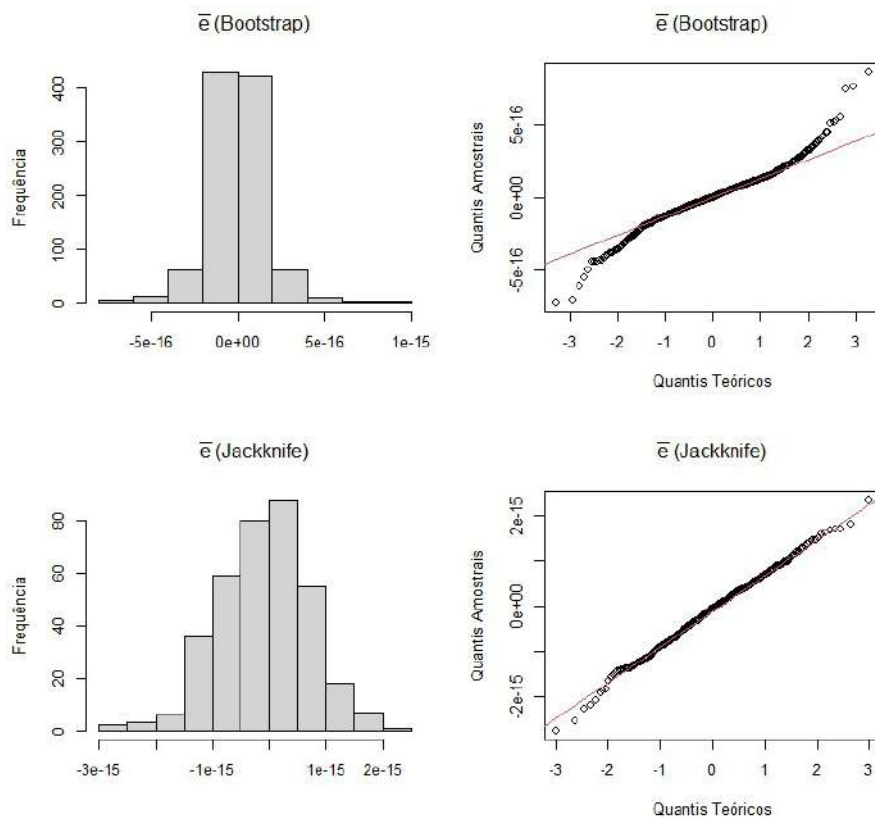 e̅ (Bootstrap)
Frequência
0
100
200
300
400
-5e-16
0e+00
5e-16
1e-15
e̅ (Bootstrap)
Quantis Amostrais
-5e-16
0e+00
5e-16
-3
-2
-1
0
1
2
3
Quantis Teóricos
e̅ (Jackknife)
Frequência
0
20
40
60
80
-3e-15
-1e-15
1e-15
2e-15
e̅ (Jackknife)
Quantis Amostrais
-2e-15
0e+00
2e-15
-3
-2
-1
0
1
2
3
Quantis Teóricos